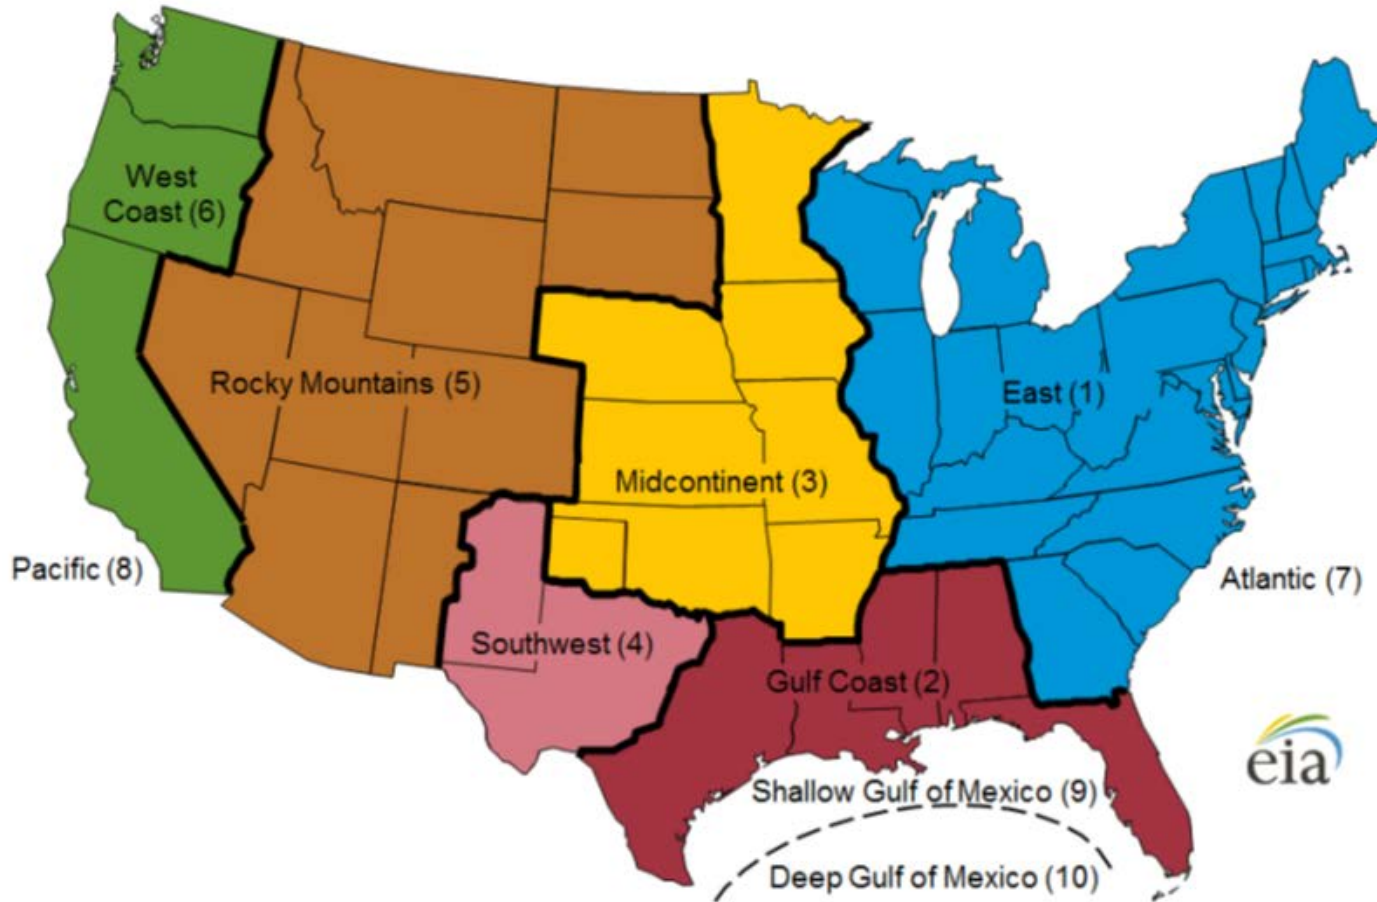 West
Coast (6)
Rocky Mountains (5)
East (1)
Midcontinent (3)
Pacific (8)
Atlantic (7)
Southwest (4)
Gulf Coast (2)
eia
Shallow Gulf of Mexico (9)
Deep Gulf of Mexico (10)